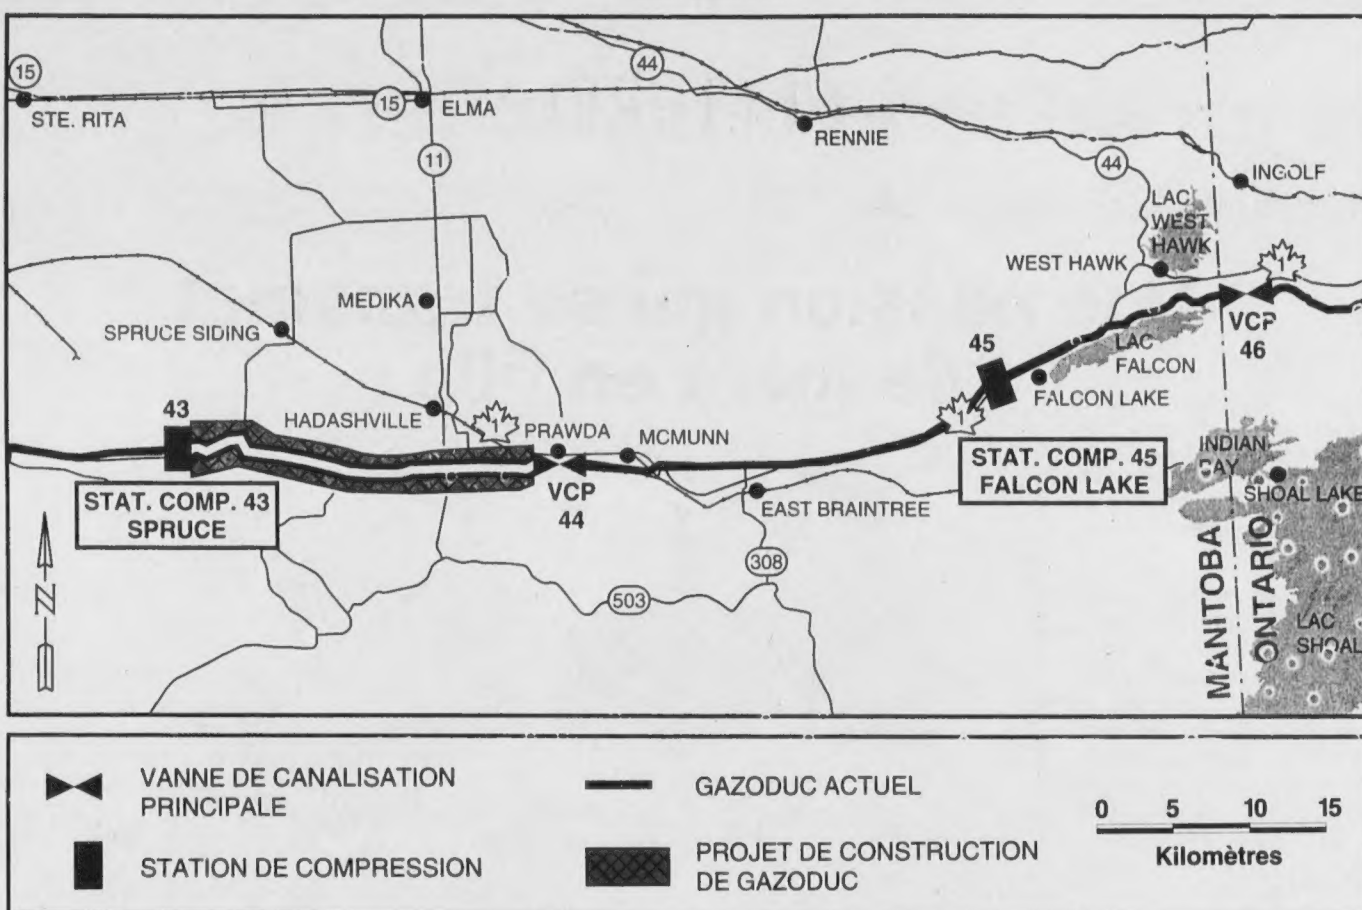 15
STE. RITA
15
ELMA
11
44
RENNIE
44
INGOLF
LAC
WEST
HAWK
WEST HAWK
1
MEDIKA
SPRUCE SIDING
VCP
46
45
LAC
FALCON
FALCON LAKE
43
HADASHVILLE
1
PRAWDA
MCMUNN
1
STAT. COMP. 45
FALCON LAKE
INDIAN
BAY
SHOAL LAKE
STAT. COMP. 43
SPRUCE
VCP
44
EAST BRAINTREE
308
503
N
MANITOBA
ONTARIO
LAC
SHOAL
VANNE DE CANALISATION
PRINCIPALE
GAZODUC ACTUEL
STATION DE COMPRESSION
PROJET DE CONSTRUCTION
DE GAZODUC
0 5 10 15
Kilomètres